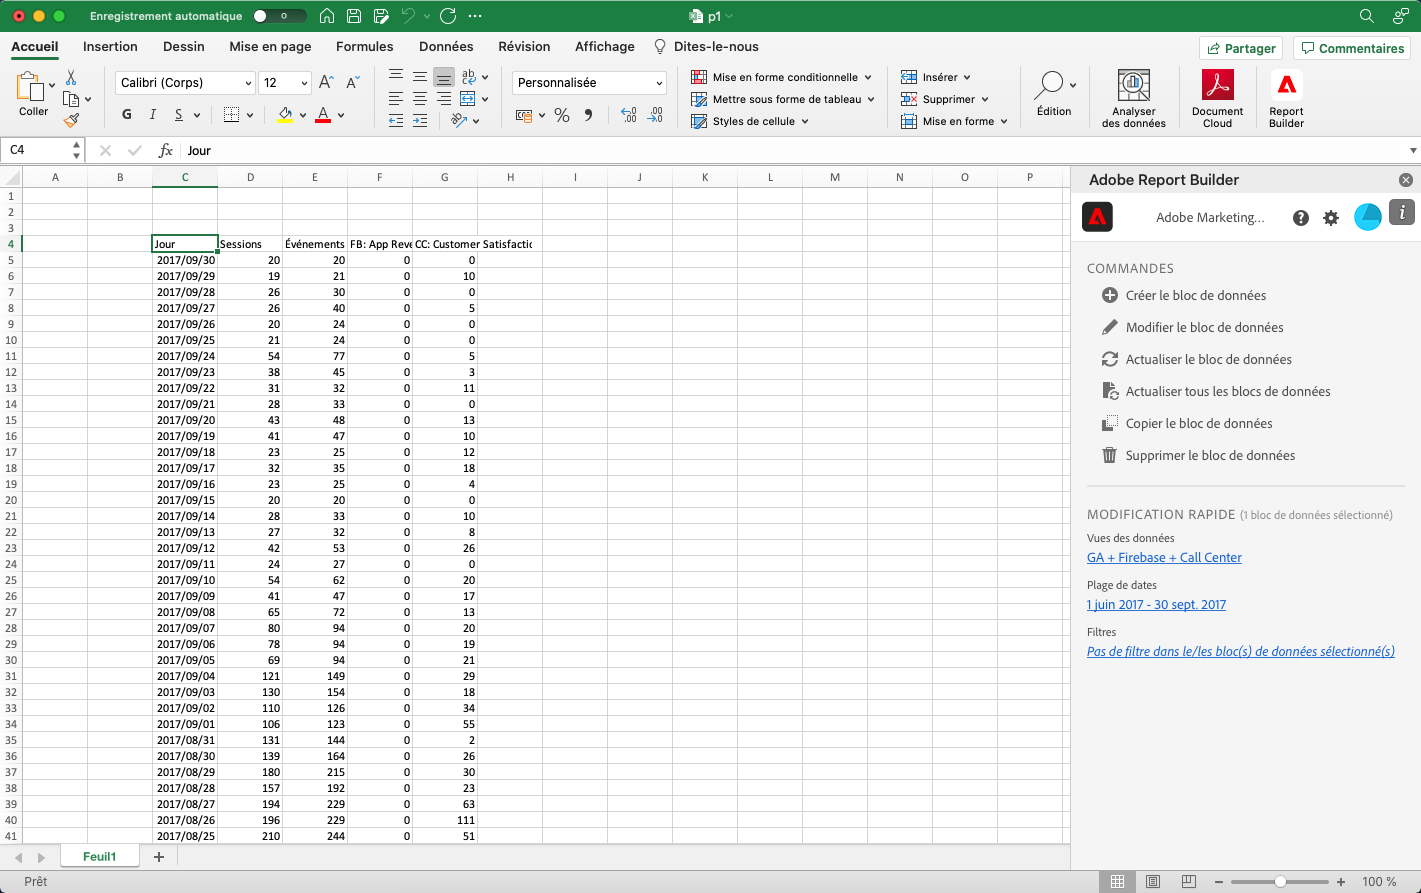 Enregistrement automatique 0 p1
Accueil Insertion Dessin Mise en page Formules Données Révision Affichage Dites-le-nous Partager Commentaires
Coller
Calibri (Corps) 12 A A
G I S A
ab
Personnalisée
%
Mise en forme conditionnelle
Mettre sous forme de tableau
Styles de cellule
Insérer
Supprimer
Mise en forme
Édition
Analyser
des données
Document
Cloud
Report
Builder
C4 fx Jour
A B C D E F G H I J K L M N O P
1
2
3
4 Jour Sessions Événements FB: App Reve CC: Customer Satisfactic
5 2017/09/30 20 20 0 0
6 2017/09/29 19 21 0 10
7 2017/09/28 26 30 0 0
8 2017/09/27 26 40 0 5
9 2017/09/26 20 24 0 0
10 2017/09/25 21 24 0 0
11 2017/09/24 54 77 0 5
12 2017/09/23 38 45 0 3
13 2017/09/22 31 32 0 11
14 2017/09/21 28 33 0 0
15 2017/09/20 43 48 0 13
16 2017/09/19 41 47 0 10
17 2017/09/18 23 25 0 12
18 2017/09/17 32 35 0 18
19 2017/09/16 23 25 0 4
20 2017/09/15 20 20 0 0
21 2017/09/14 28 33 0 10
22 2017/09/13 27 32 0 8
23 2017/09/12 42 53 0 26
24 2017/09/11 24 27 0 0
25 2017/09/10 54 62 0 20
26 2017/09/09 41 47 0 17
27 2017/09/08 65 72 0 13
28 2017/09/07 80 94 0 20
29 2017/09/06 78 94 0 19
30 2017/09/05 69 94 0 21
31 2017/09/04 121 149 0 29
32 2017/09/03 130 154 0 18
33 2017/09/02 110 126 0 34
34 2017/09/01 106 123 0 55
35 2017/08/31 131 144 0 2
36 2017/08/30 139 164 0 26
37 2017/08/29 180 215 0 30
38 2017/08/28 157 192 0 23
39 2017/08/27 194 229 0 63
40 2017/08/26 196 229 0 111
41 2017/08/25 210 244 0 51
Adobe Report Builder
Adobe Marketing...
COMMANDES
Créer le bloc de données
Modifier le bloc de données
Actualiser le bloc de données
Actualiser tous les blocs de données
Copier le bloc de données
Supprimer le bloc de données
MODIFICATION RAPIDE (1 bloc de données sélectionné)
Vues des données
GA + Firebase + Call Center
Plage de dates
1 juin 2017 - 30 sept. 2017
Filtres
Pas de filtre dans le/les bloc(s) de données sélectionné(s)
Feuil1
Prêt 100 %